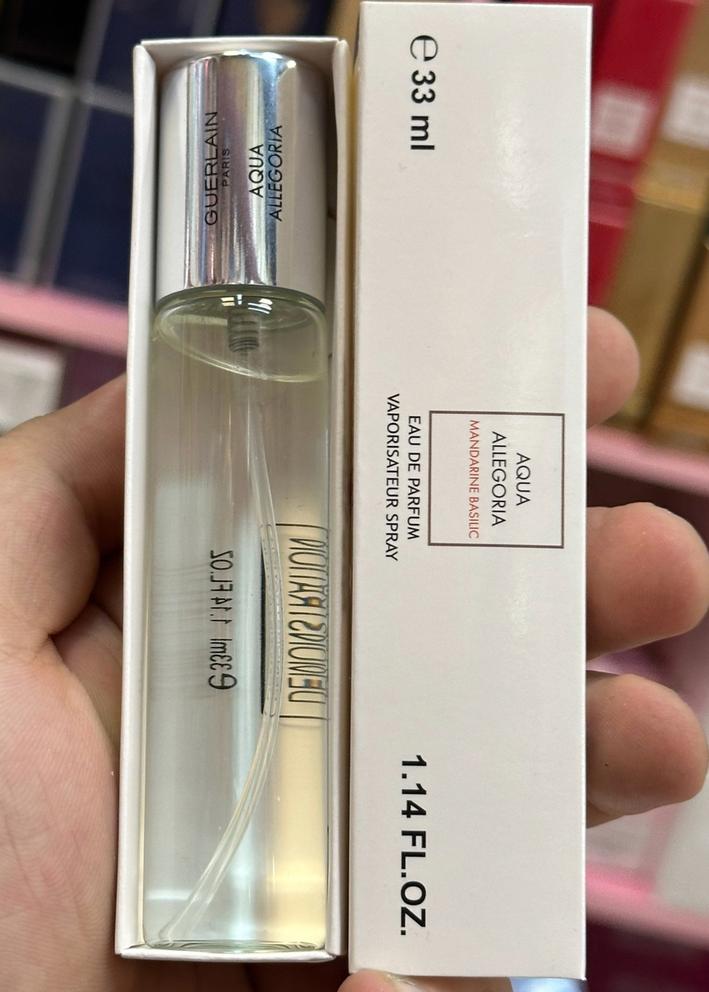 GUERLAIN
PARIS
AQUA
ALLEGORIA
DEMONSTRATION
e 33ml 1.14 FL.OZ
e 33 ml
AQUA
ALLEGORIA
MANDARINE BASILIC
EAU DE PARFUM
VAPORISATEUR SPRAY
1.14 FL.OZ.